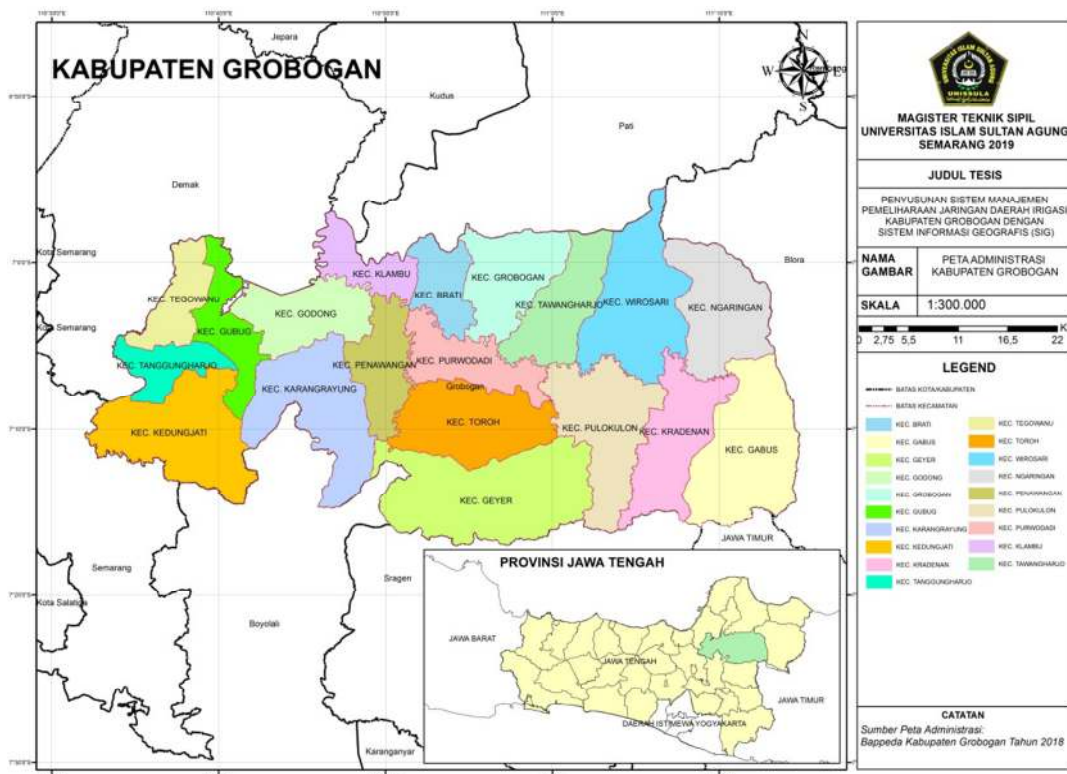 KABUPATEN GROBOGAN
Jepara
Kudus
Pati
Demak
Kota Semarang
Kota Semarang
Blora
N
W
E
S
KEC. TEGOWANU
KEC. GUBUG
KEC. TANGGUNGHARJO
KEC. KEDUNGJATI
KEC. GODONG
KEC. KARANGRAYUNG
KEC. KLAMBU
KEC. PENAWANGAN
KEC. BRATI
KEC. GROBOGAN
KEC. TAWANGHARJO
KEC. WIROSARI
KEC. NGARINGAN
KEC. PURWODADI
Grobogan
KEC. TOROH
KEC. PULOKULON
KEC. KRADENAN
KEC. GABUS
KEC. GEYER
JAWA TIMUR
Semarang
Kota Salatiga
Boyolali
Sragen
Karanganyar
PROVINSI JAWA TENGAH
JAWA BARAT
JAWA TENGAH
DAERAH ISTIMEWA YOGYAKARTA
JAWA TIMUR
UNIVERSITAS ISLAM SULTAN AGUNG
UNISSULA
MAGISTER TEKNIK SIPIL
UNIVERSITAS ISLAM SULTAN AGUNG
SEMARANG 2019
JUDUL TESIS
PENYUSUNAN SISTEM MANAJEMEN
PEMELIHARAAN JARINGAN DAERAH IRIGASI
KABUPATEN GROBOGAN DENGAN
SISTEM INFORMASI GEOGRAFIS (SIG)
NAMA GAMBAR
PETA ADMINISTRASI
KABUPATEN GROBOGAN
SKALA
1:300.000
0 2,75 5,5 11 16,5 22
LEGEND
BATAS KOTA/KABUPATEN
BATAS KECAMATAN
KEC. BRATI
KEC. GABUS
KEC. GEYER
KEC. GODONG
KEC. GROBOGAN
KEC. GUBUG
KEC. KARANGRAYUNG
KEC. KEDUNGJATI
KEC. KRADENAN
KEC. TANGGUNGHARJO
KEC. TEGOWANU
KEC. TOROH
KEC. WIROSARI
KEC. NGARINGAN
KEC. PENAWANGAN
KEC. PULOKULON
KEC. PURWODADI
KEC. KLAMBU
KEC. TAWANGHARJO
CATATAN
Sumber Peta Administrasi:
Bappeda Kabupaten Grobogan Tahun 2018